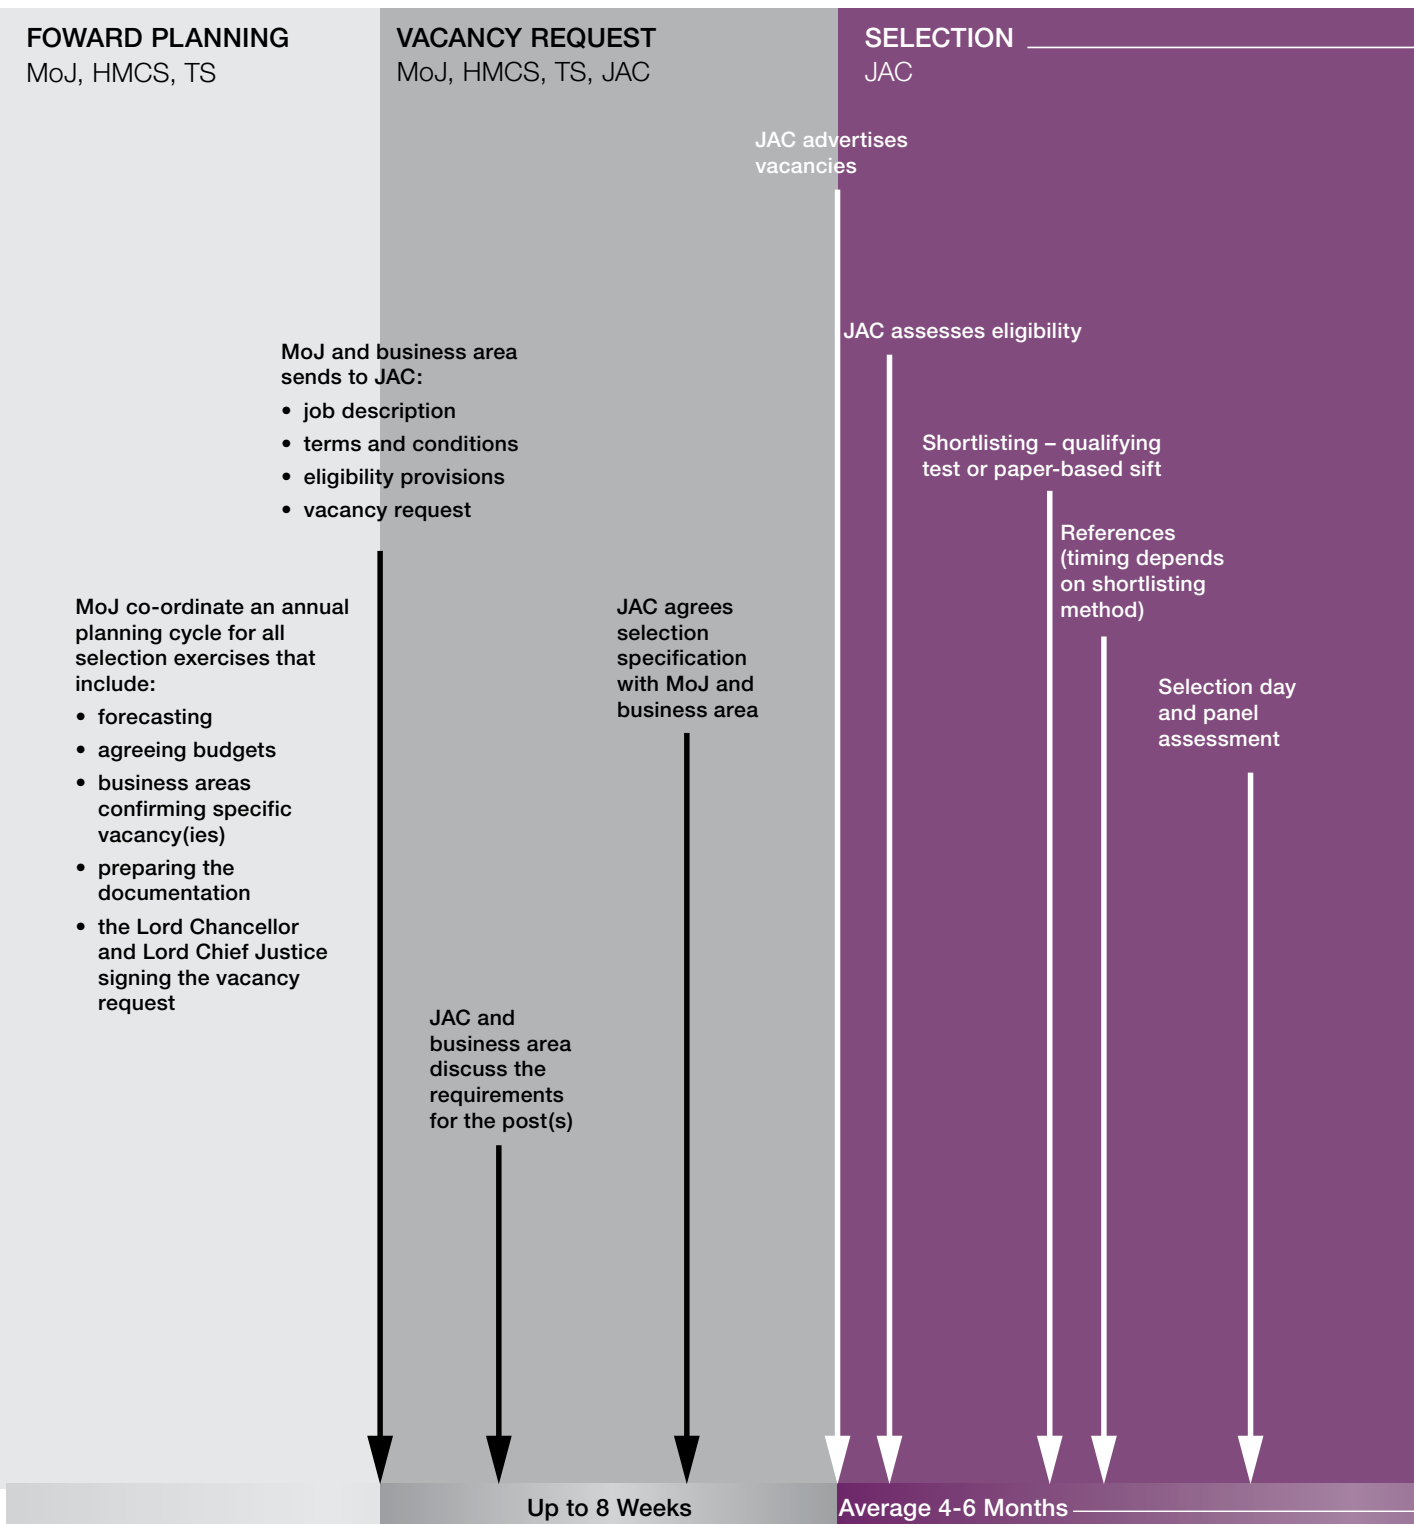 FOWARD PLANNING
MoJ, HMCS, TS
VACANCY REQUEST
MoJ, HMCS, TS, JAC
SELECTION
JAC
MoJ co-ordinate an annual
planning cycle for all
selection exercises that
include:
• forecasting
• agreeing budgets
• business areas
confirming specific
vacancy(ies)
• preparing the
documentation
• the Lord Chancellor
and Lord Chief Justice
signing the vacancy
request
MoJ and business area
sends to JAC:
• job description
• terms and conditions
• eligibility provisions
• vacancy request
JAC and
business area
discuss the
requirements
for the post(s)
JAC agrees
selection
specification
with MoJ and
business area
JAC advertises
vacancies
JAC assesses eligibility
Shortlisting – qualifying
test or paper-based sift
References
(timing depends
on shortlisting
method)
Selection day
and panel
assessment
Up to 8 Weeks
Average 4-6 Months